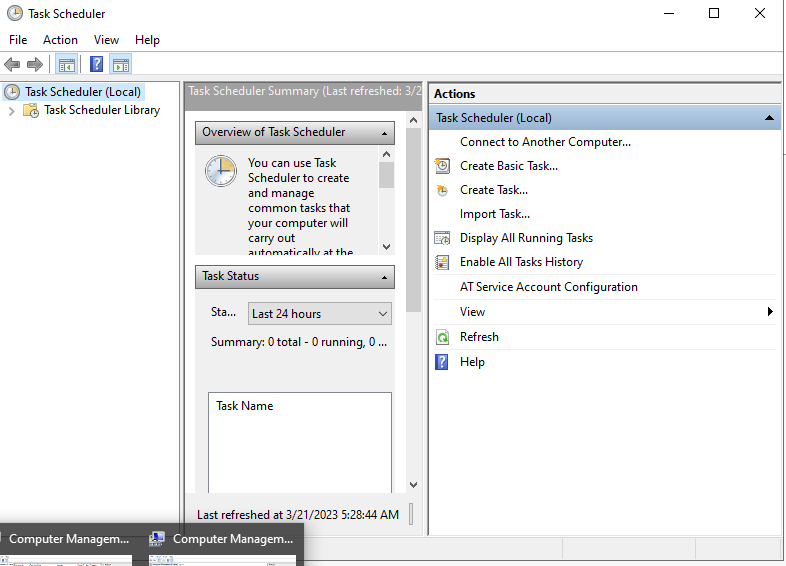 Task Scheduler
File Action View Help
Task Scheduler (Local)
Task Scheduler Library
Task Scheduler Summary (Last refreshed: 3/2
Overview of Task Scheduler
You can use Task
Scheduler to create
and manage
common tasks that
your computer will
carry out
automatically at the
Task Status
Sta...
Last 24 hours
Summary: 0 total - 0 running, 0 ...
Task Name
Last refreshed at 3/21/2023 5:28:44 AM
Actions
Task Scheduler (Local)
Connect to Another Computer...
Create Basic Task...
Create Task...
Import Task...
Display All Running Tasks
Enable All Tasks History
AT Service Account Configuration
View
Refresh
Help
Computer Managem...
Computer Managem...